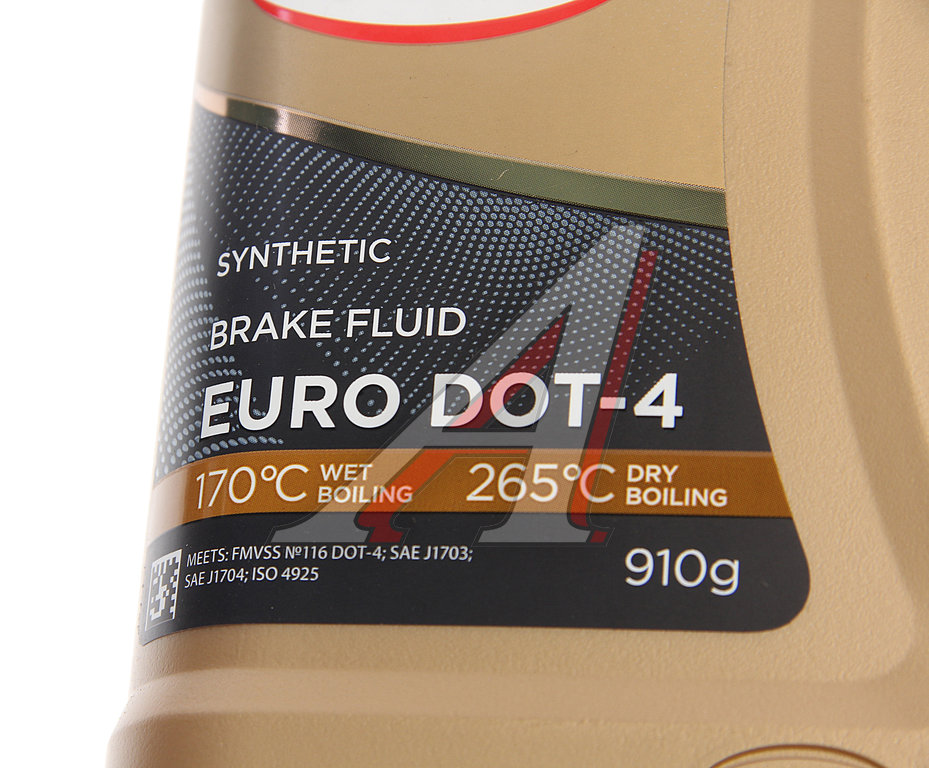 SYNTHETIC
BRAKE FLUID
EURO DOT-4
170°C WET BOILING
265°C DRY BOILING
MEETS: FMVSS №116 DOT-4; SAE J1703;
SAE J1704; ISO 4925
910g